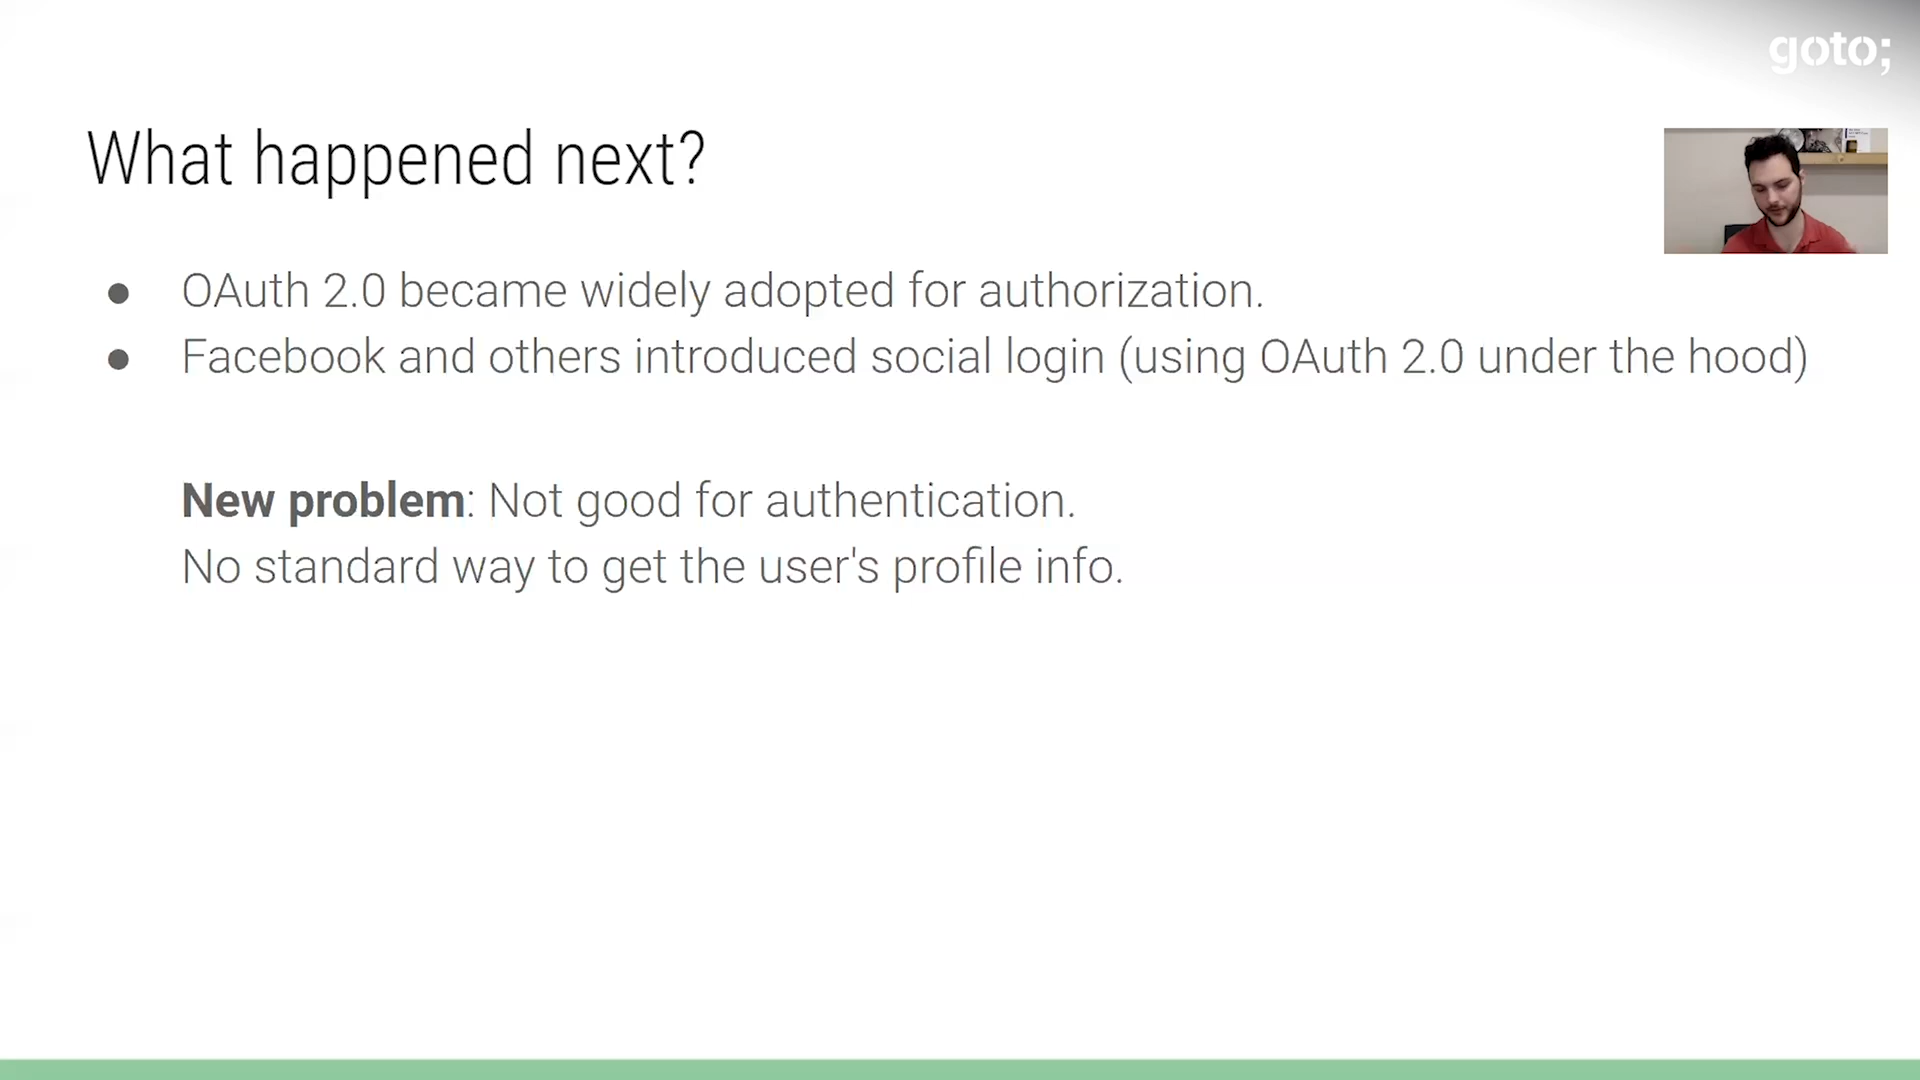 goto;
What happened next?
● OAuth 2.0 became widely adopted for authorization.
● Facebook and others introduced social login (using OAuth 2.0 under the hood)
New problem: Not good for authentication.
No standard way to get the user's profile info.